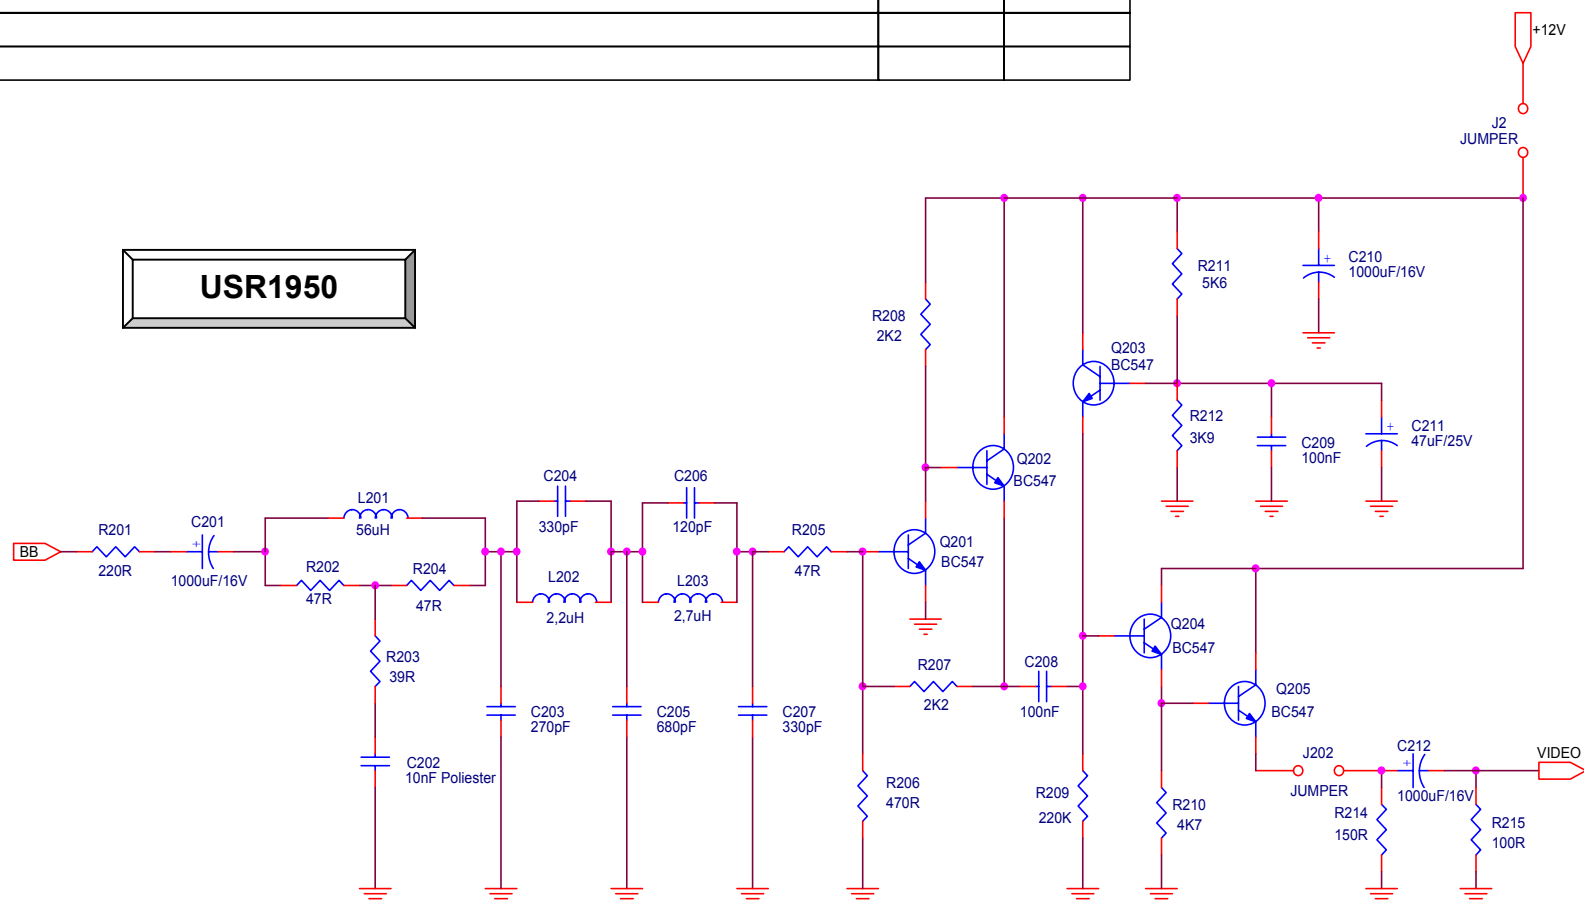 +12V
J2
JUMPER
USR1950
R211
5K6
C210
1000uF/16V
R208
2K2
Q203
BC547
R212
3K9
C209
100nF
C211
47uF/25V
Q202
BC547
C204
330pF
C206
120pF
L201
56uH
R201
220R
C201
1000uF/16V
BB
R202
47R
R204
47R
L202
2,2uH
L203
2,7uH
R205
47R
Q201
BC547
R203
39R
R207
2K2
C208
100nF
Q204
BC547
Q205
BC547
C203
270pF
C205
680pF
C207
330pF
C202
10nF Poliester
R206
470R
R209
220K
R210
4K7
J202
JUMPER
C212
1000uF/16V
VIDEO
R214
150R
R215
100R